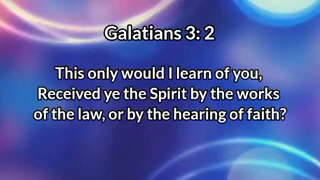 Galatians 3: 2
This only would I learn of you,
Received ye the Spirit by the works
of the law, or by the hearing of faith?